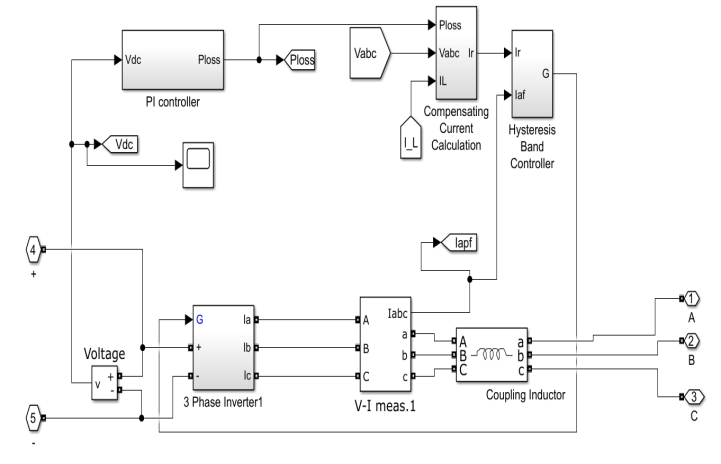 Vdc
Ploss
PI controller
Ploss
Vabc
Ploss
Vabc
Ir
IL
Compensating
Current
Calculation
I_L
Ir
G
Iaf
Hysteresis
Band
Controller
Vdc
4
+
Iapf
G
Ia
+
Ib
-
Ic
3 Phase Inverter1
Voltage
v
+
-
Iabc
A
a
B
b
C
c
V-I meas.1
A
a
B
b
C
c
Coupling Inductor
1
A
2
B
3
C
5
-